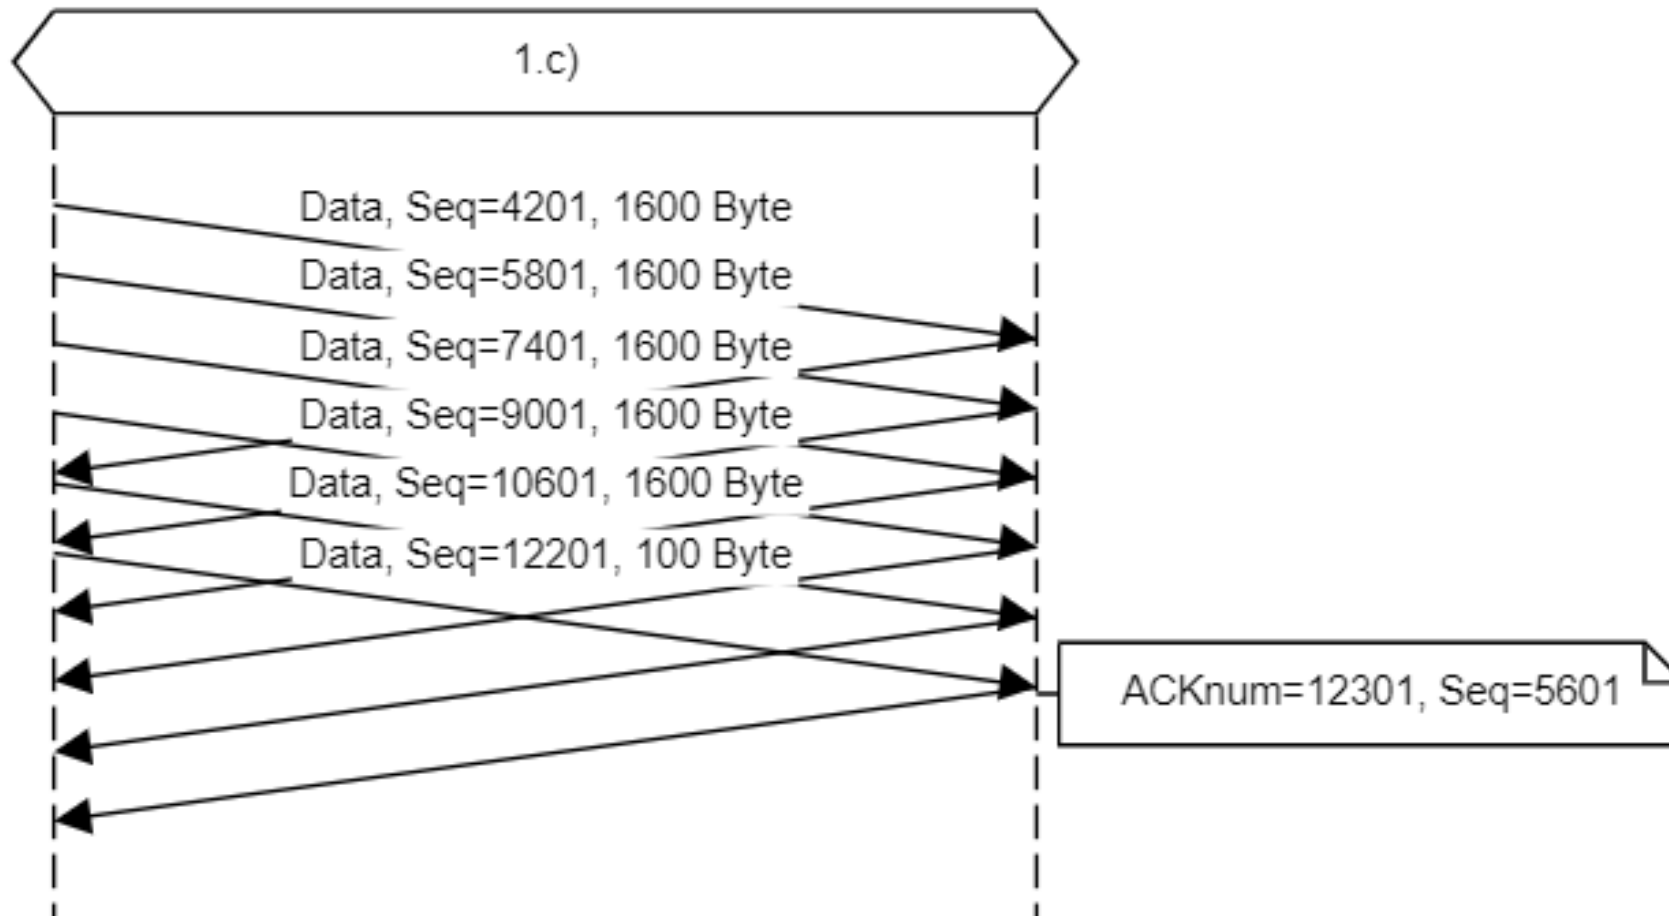 1.c)
Data, Seq=4201, 1600 Byte
Data, Seq=5801, 1600 Byte
Data, Seq=7401, 1600 Byte
Data, Seq=9001, 1600 Byte
Data, Seq=10601, 1600 Byte
Data, Seq=12201, 100 Byte
ACKnum=12301, Seq=5601